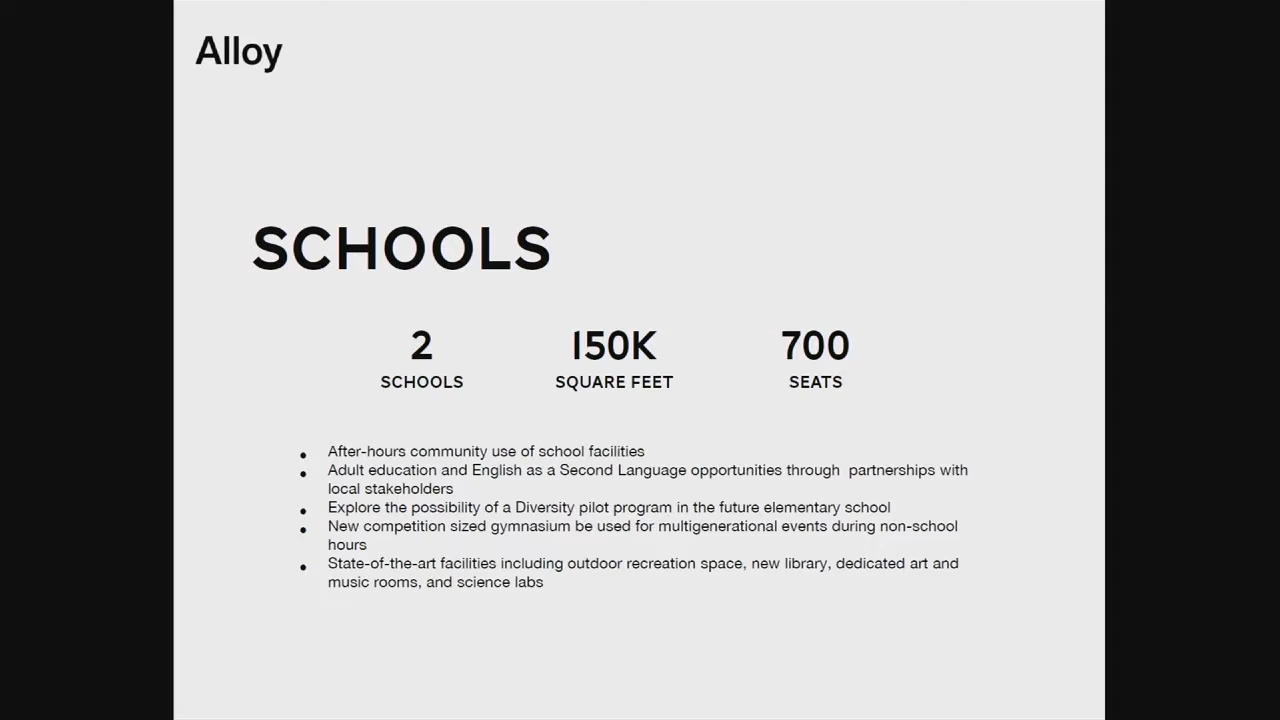 Alloy
SCHOOLS
2 150K 700
SCHOOLS SQUARE FEET SEATS
• After-hours community use of school facilities
• Adult education and English as a Second Language opportunities through  partnerships with
local stakeholders
• Explore the possibility of a Diversity pilot program in the future elementary school
• New competition sized gymnasium be used for multigenerational events during non-school
hours
• State-of-the-art facilities including outdoor recreation space, new library, dedicated art and
music rooms, and science labs